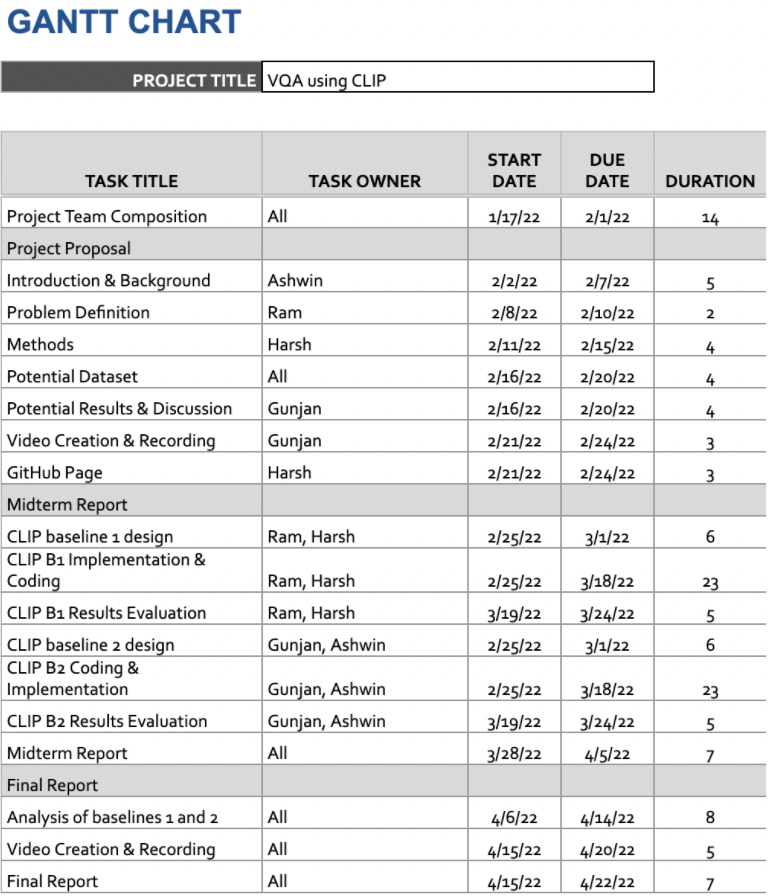 GANTT CHART
PROJECT TITLE VQA using CLIP
TASK TITLE TASK OWNER START DATE DUE DATE DURATION
Project Team Composition All 1/17/22 2/1/22 14
Project Proposal
Introduction & Background Ashwin 2/2/22 2/7/22 5
Problem Definition Ram 2/8/22 2/10/22 2
Methods Harsh 2/11/22 2/15/22 4
Potential Dataset All 2/16/22 2/20/22 4
Potential Results & Discussion Gunjan 2/16/22 2/20/22 4
Video Creation & Recording Gunjan 2/21/22 2/24/22 3
GitHub Page Harsh 2/21/22 2/24/22 3
Midterm Report
CLIP baseline 1 design Ram, Harsh 2/25/22 3/1/22 6
CLIP B1 Implementation &
Coding Ram, Harsh 2/25/22 3/18/22 23
CLIP B1 Results Evaluation Ram, Harsh 3/19/22 3/24/22 5
CLIP baseline 2 design Gunjan, Ashwin 2/25/22 3/1/22 6
CLIP B2 Coding &
Implementation Gunjan, Ashwin 2/25/22 3/18/22 23
CLIP B2 Results Evaluation Gunjan, Ashwin 3/19/22 3/24/22 5
Midterm Report All 3/28/22 4/5/22 7
Final Report
Analysis of baselines 1 and 2 All 4/6/22 4/14/22 8
Video Creation & Recording All 4/15/22 4/20/22 5
Final Report All 4/15/22 4/22/22 7